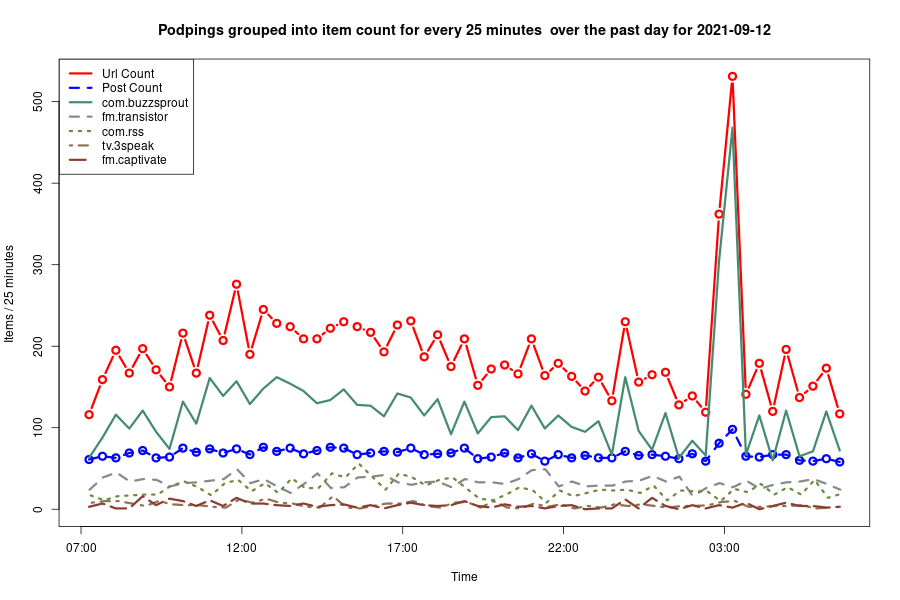 Podpings grouped into item count for every 25 minutes  over the past day for 2021-09-12
Url Count
Post Count
com.buzzsprout
fm.transistor
com.rss
tv.3speak
fm.captivate
Items / 25 minutes
500
400
300
200
100
0
07:00 12:00 17:00 22:00 03:00
Time